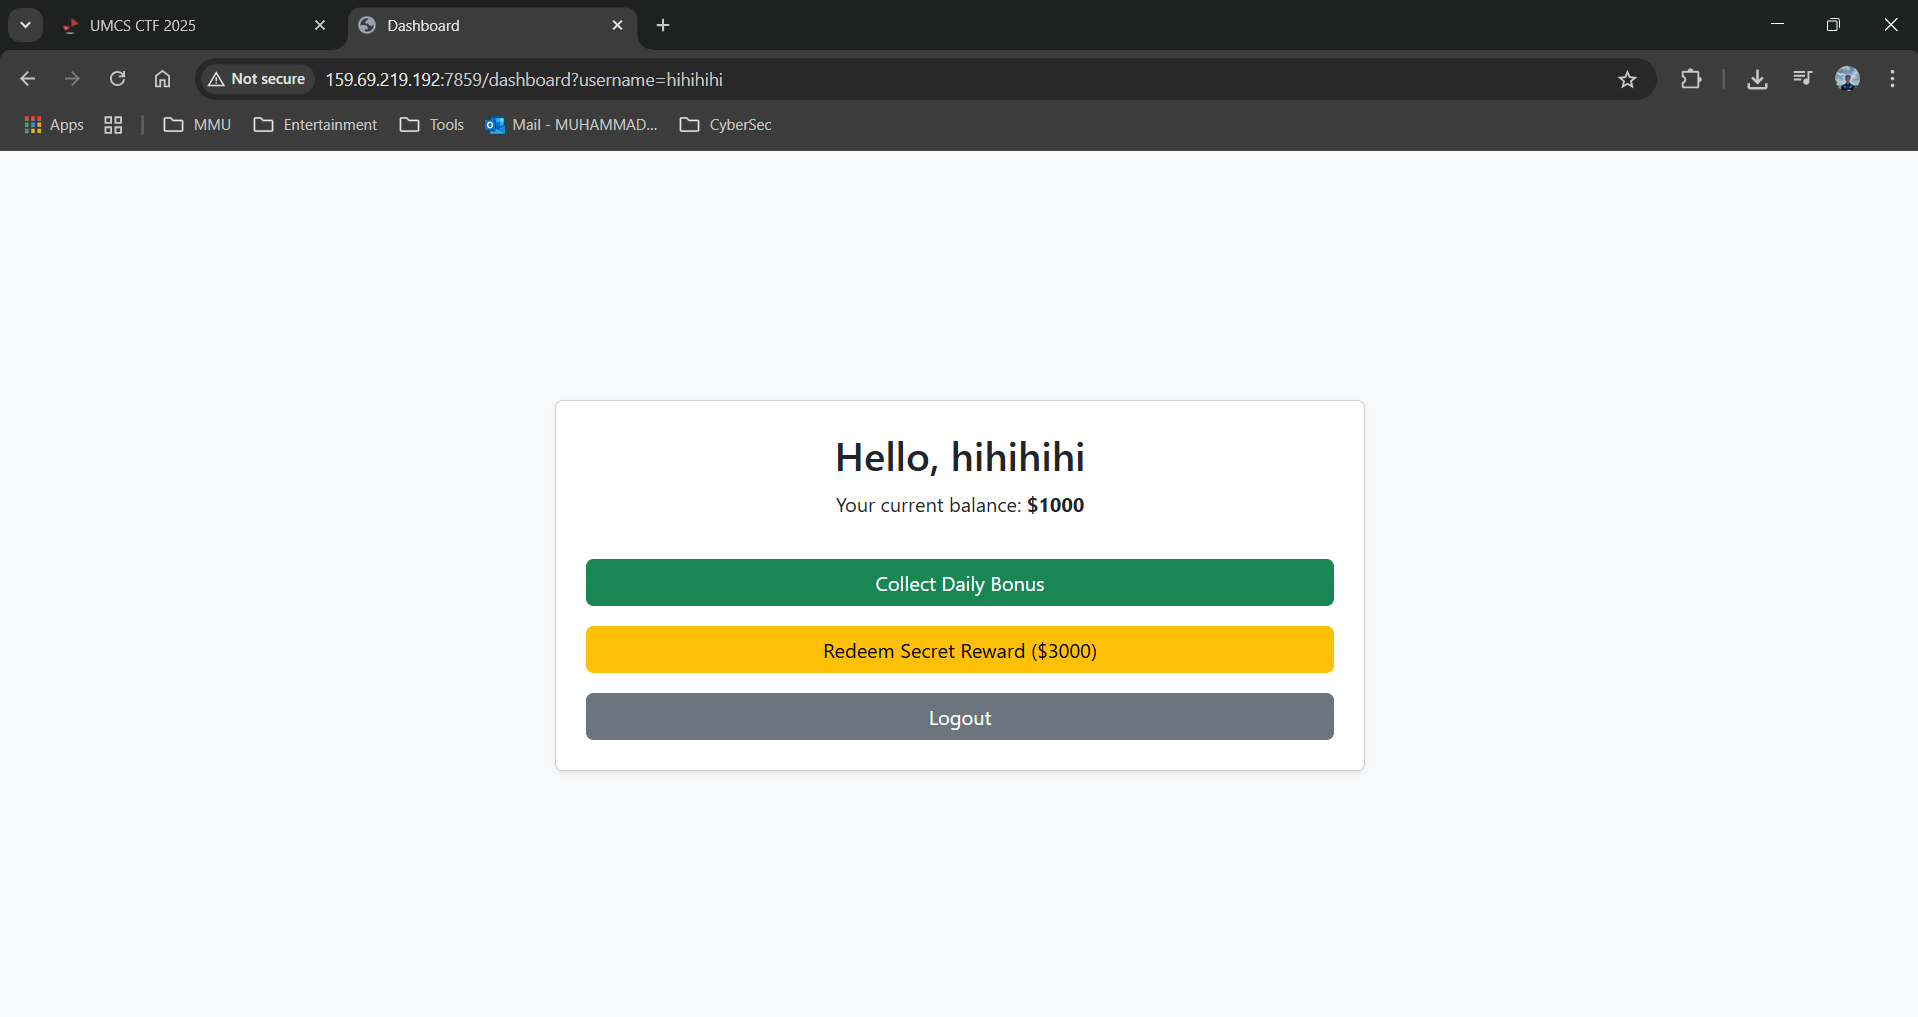 UMCS CTF 2025
Dashboard
Not secure
159.69.219.192:7859/dashboard?username=hihihihi
Apps
MMU
Entertainment
Tools
Mail - MUHAMMAD...
CyberSec
Hello, hihihihi
Your current balance: $1000
Collect Daily Bonus
Redeem Secret Reward ($3000)
Logout